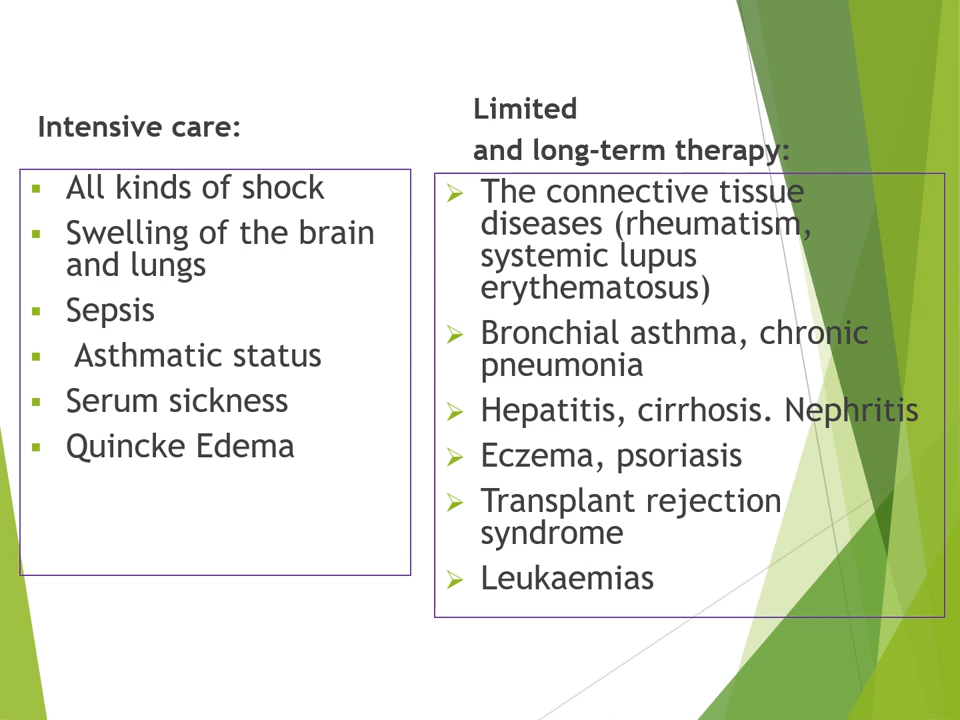 Intensive care:
All kinds of shock
Swelling of the brain
and lungs
Sepsis
Asthmatic status
Serum sickness
Quincke Edema
Limited
and long-term therapy:
The connective tissue
diseases (rheumatism,
systemic lupus
erythematosus)
Bronchial asthma, chronic
pneumonia
Hepatitis, cirrhosis. Nephritis
Eczema, psoriasis
Transplant rejection
syndrome
Leukaemias